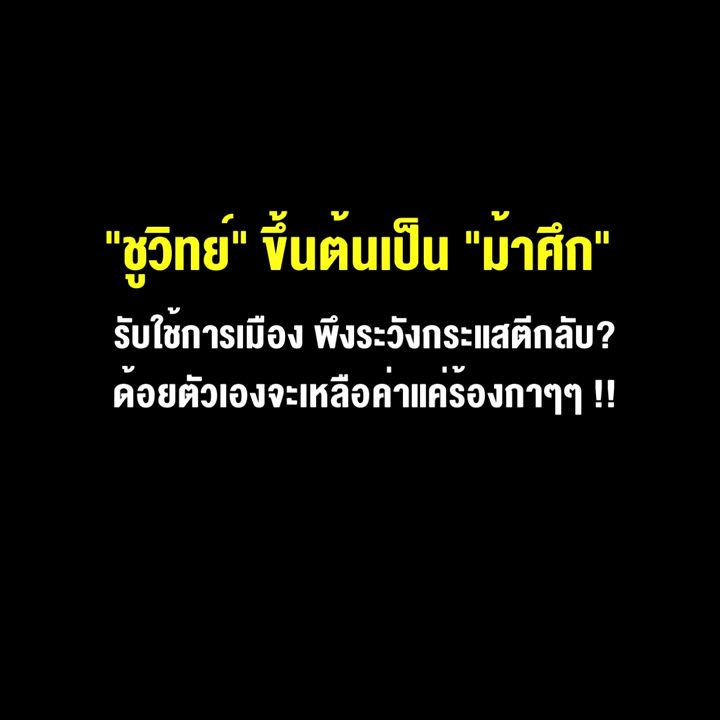 "ชูวิทย์" ขึ้นต้นเป็น "ม้าศึก"
รับใช้การเมือง พึงระวังกระแสตีกลับ?
ด้อยตัวเองจะเหลือค่าแค่ร้องกาๆๆ !!